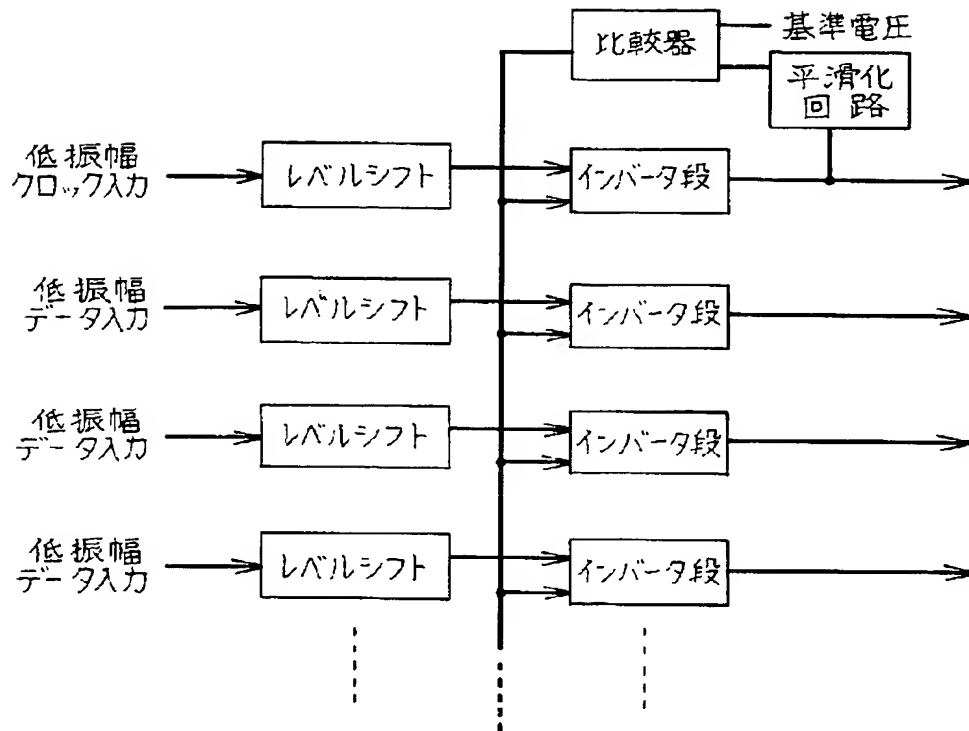 比較器
基準電圧
平滑化
回路
低振幅
クロック入力
レベルシフト
インバータ段
低振幅
データ入力
レベルシフト
インバータ段
低振幅
データ入力
レベルシフト
インバータ段
低振幅
データ入力
レベルシフト
インバータ段